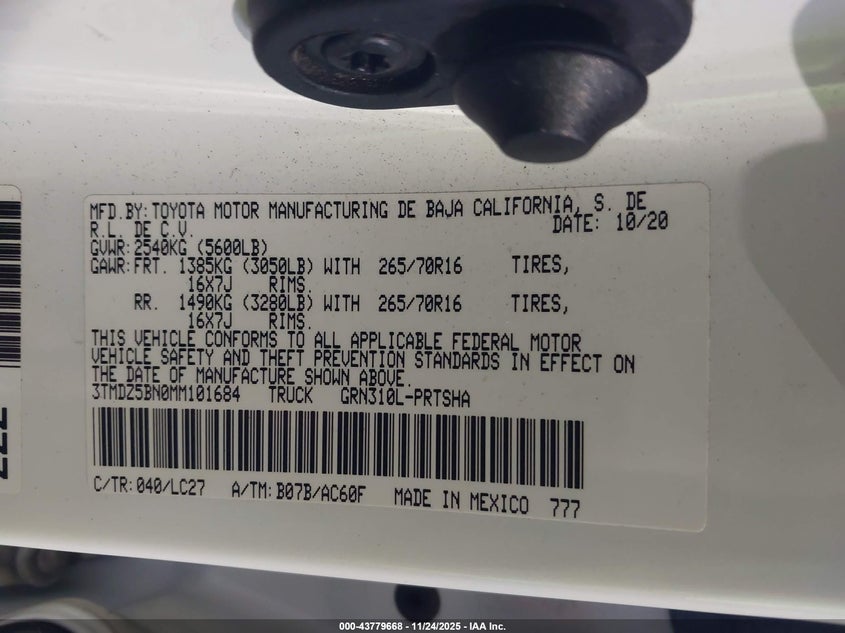 MFD.BY:TOYOTA MOTOR MANUFACTURING DE BAJA CALIFORNIA, S. DE
R.L. DE C.V. DATE: 10/20
GVWR:2540KG (5600LB)
GAWR:FRT. 1385KG (3050LB) WITH 265/70R16 TIRES,
16X7J RIMS.
RR. 1490KG (3280LB) WITH 265/70R16 TIRES,
16X7J RIMS.
THIS VEHICLE CONFORMS TO ALL APPLICABLE FEDERAL MOTOR
VEHICLE SAFETY AND THEFT PREVENTION STANDARDS IN EFFECT ON
THE DATE OF MANUFACTURE SHOWN ABOVE.
3TMDZ5BN0MM101684 TRUCK GRN310L-PRTSHA
C/TR:040/LC27 A/TM:B07B/AC60F MADE IN MEXICO 777
000-43779668 - 11/24/2025 - IAA Inc.